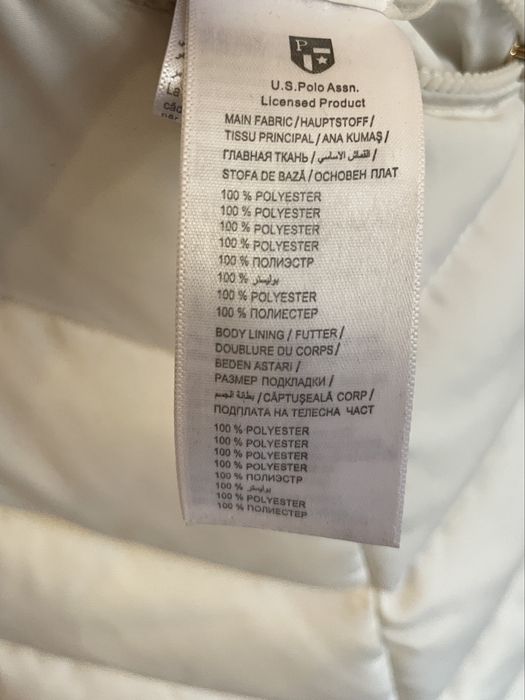 P
U.S.Polo Assn.
Licensed Product
MAIN FABRIC/HAUPTSTOFF/
TISSU PRINCIPAL/ANA KUMAŞ/
ГЛАВНАЯ ТКАНЬ/القماش الاساسي/
STOFA DE BAZĂ/ОСНОВЕН ПЛАТ
100 % POLYESTER
100 % POLYESTER
100 % POLYESTER
100 % POLYESTER
100 % ПОЛИЭСТР
100 % بوليستر
100 % POLYESTER
100 % ПОЛИЕСТЕР
BODY LINING / FUTTER/
DOUBLURE DU CORPS/
BEDEN ASTARI /
РАЗМЕР ПОДКЛАДКИ /
بطانة الجسم /CĂPTUŞEALĂ CORP/
ПОДПЛАТА НА ТЕЛЕСНА ЧАСТ
100 % POLYESTER
100 % POLYESTER
100 % POLYESTER
100 % POLYESTER
100 % ПОЛИЭСТР
100 % بوليستر
100 % POLYESTER
100 % ПОЛИЕСТЕР